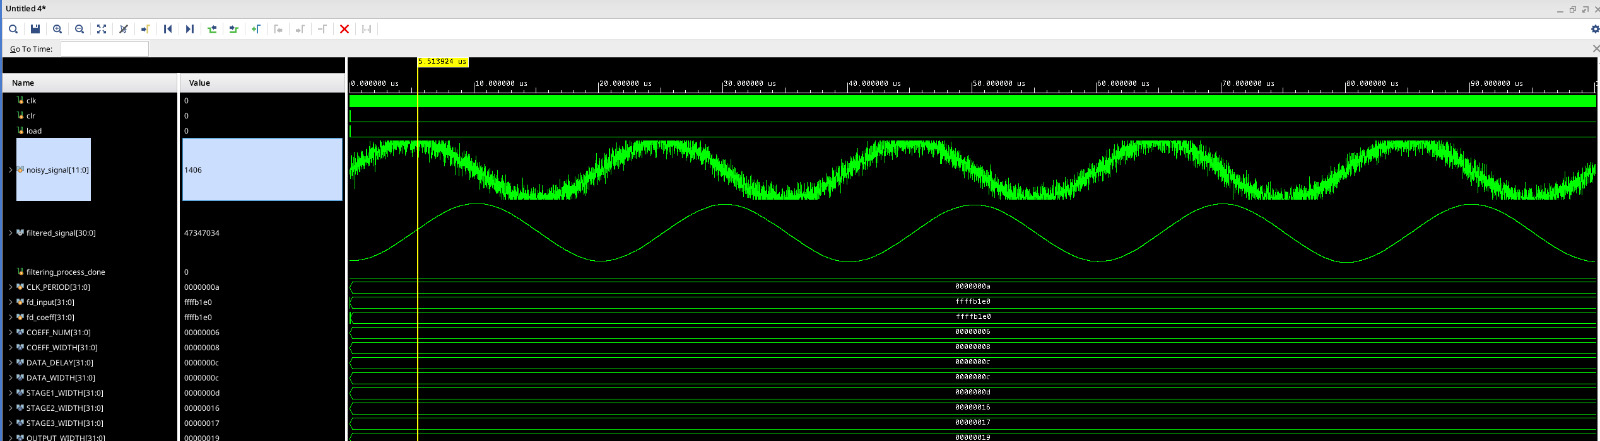 Untitled 4*
Go To Time:
5.513924 us
Name Value
0.000000 us 10.000000 us 20.000000 us 30.000000 us 40.000000 us 50.000000 us 60.000000 us 70.000000 us 80.000000 us 90.000000 us
clk 0
clr 0
load 0
noisy_signal[11:0] 1406
filtered_signal[30:0] 47347034
filtering_process_done 0
CLK_PERIOD[31:0] 0000000a 0000000a
fd_input[31:0] ffffb1e0 ffffb1e0
fd_coeff[31:0] ffffb1e0 ffffb1e0
COEFF_NUM[31:0] 00000006 00000006
COEFF_WIDTH[31:0] 00000008 00000008
DATA_DELAY[31:0] 0000000c 0000000c
DATA_WIDTH[31:0] 0000000c 0000000c
STAGE1_WIDTH[31:0] 0000000d 0000000d
STAGE2_WIDTH[31:0] 00000016 00000016
STAGE3_WIDTH[31:0] 00000017 00000017
OUTPUT_WIDTH[31:0] 00000019 00000019